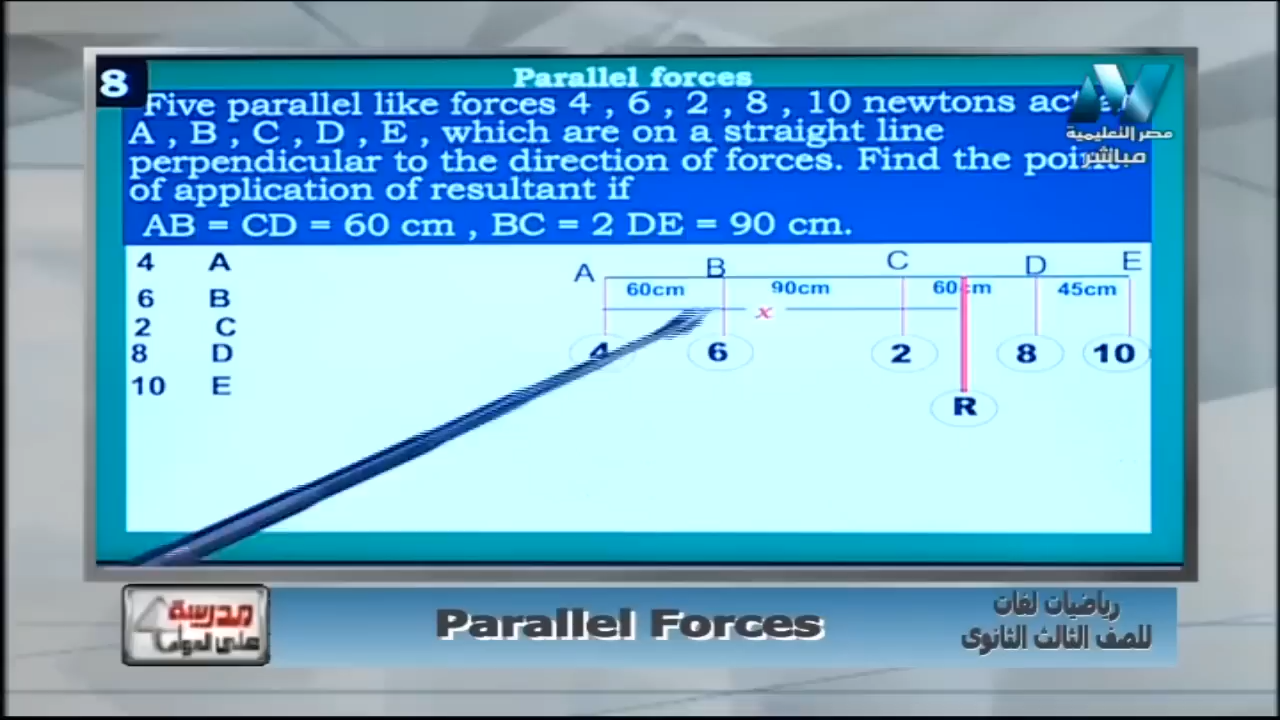 8
Parallel forces
Five parallel like forces 4 , 6 , 2 , 8 , 10 newtons act
A , B , C , D , E , which are on a straight line
perpendicular to the direction of forces. Find the point
of application of resultant if
AB = CD = 60 cm , BC = 2 DE = 90 cm.
مصر التعليمية
مباشر
4 A
6 B
2 C
8 D
10 E
A B C D E
60cm 90cm 60cm 45cm
x
4 6 2 8 10
R
مدرسة
على الهواء
Parallel Forces
رياضيات لغات
للصف الثالث الثانوى